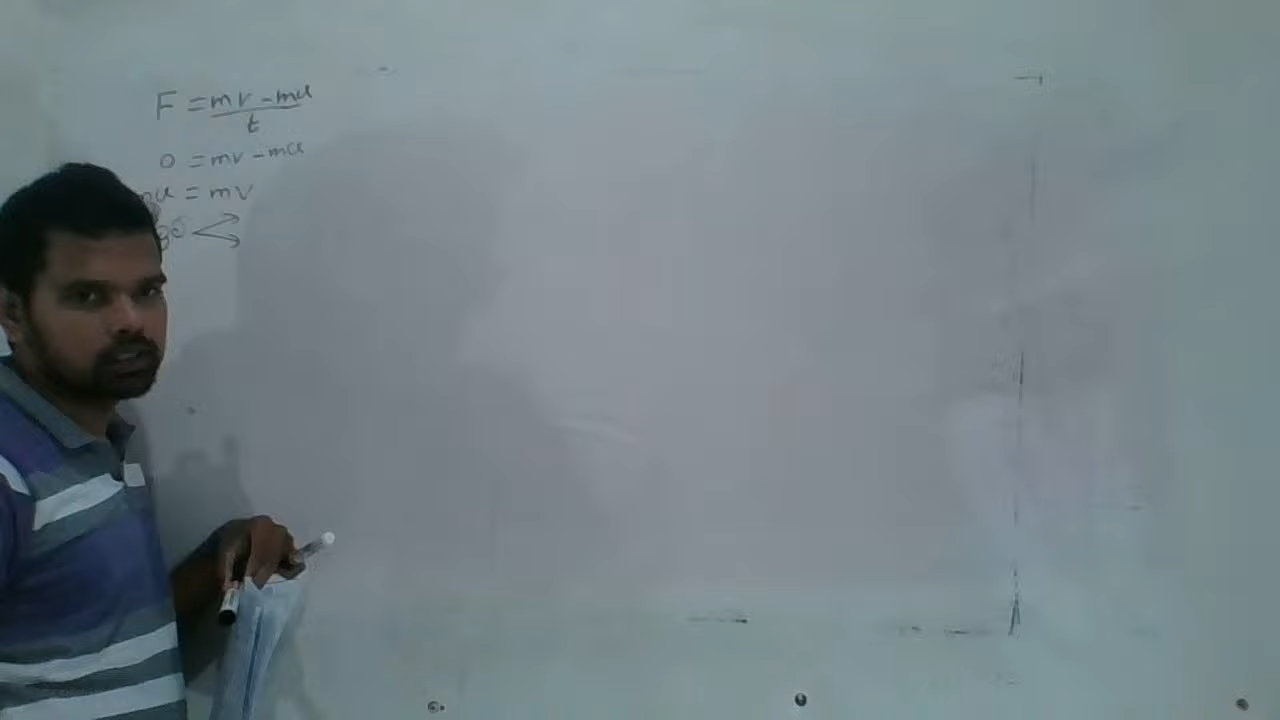 F = mv - mu / t
0 = mv - mu
mu = mv